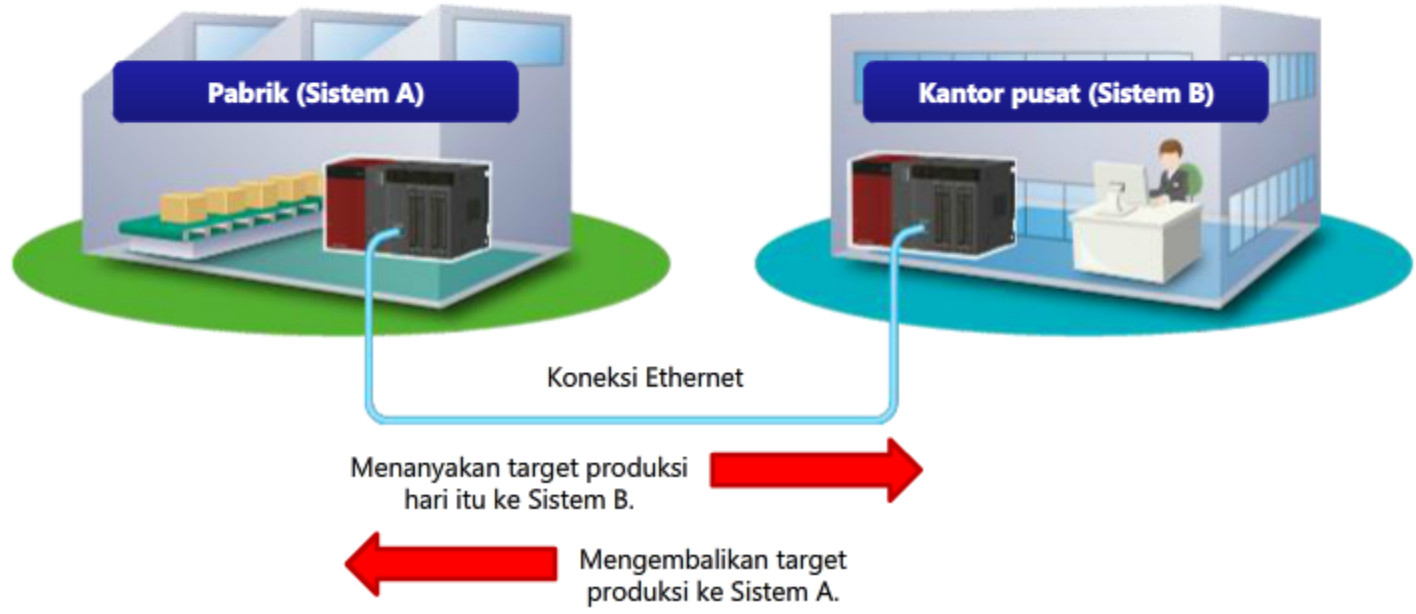 Pabrik (Sistem A)
Kantor pusat (Sistem B)
Koneksi Ethernet
Menanyakan target produksi
hari itu ke Sistem B.
Mengembalikan target
produksi ke Sistem A.